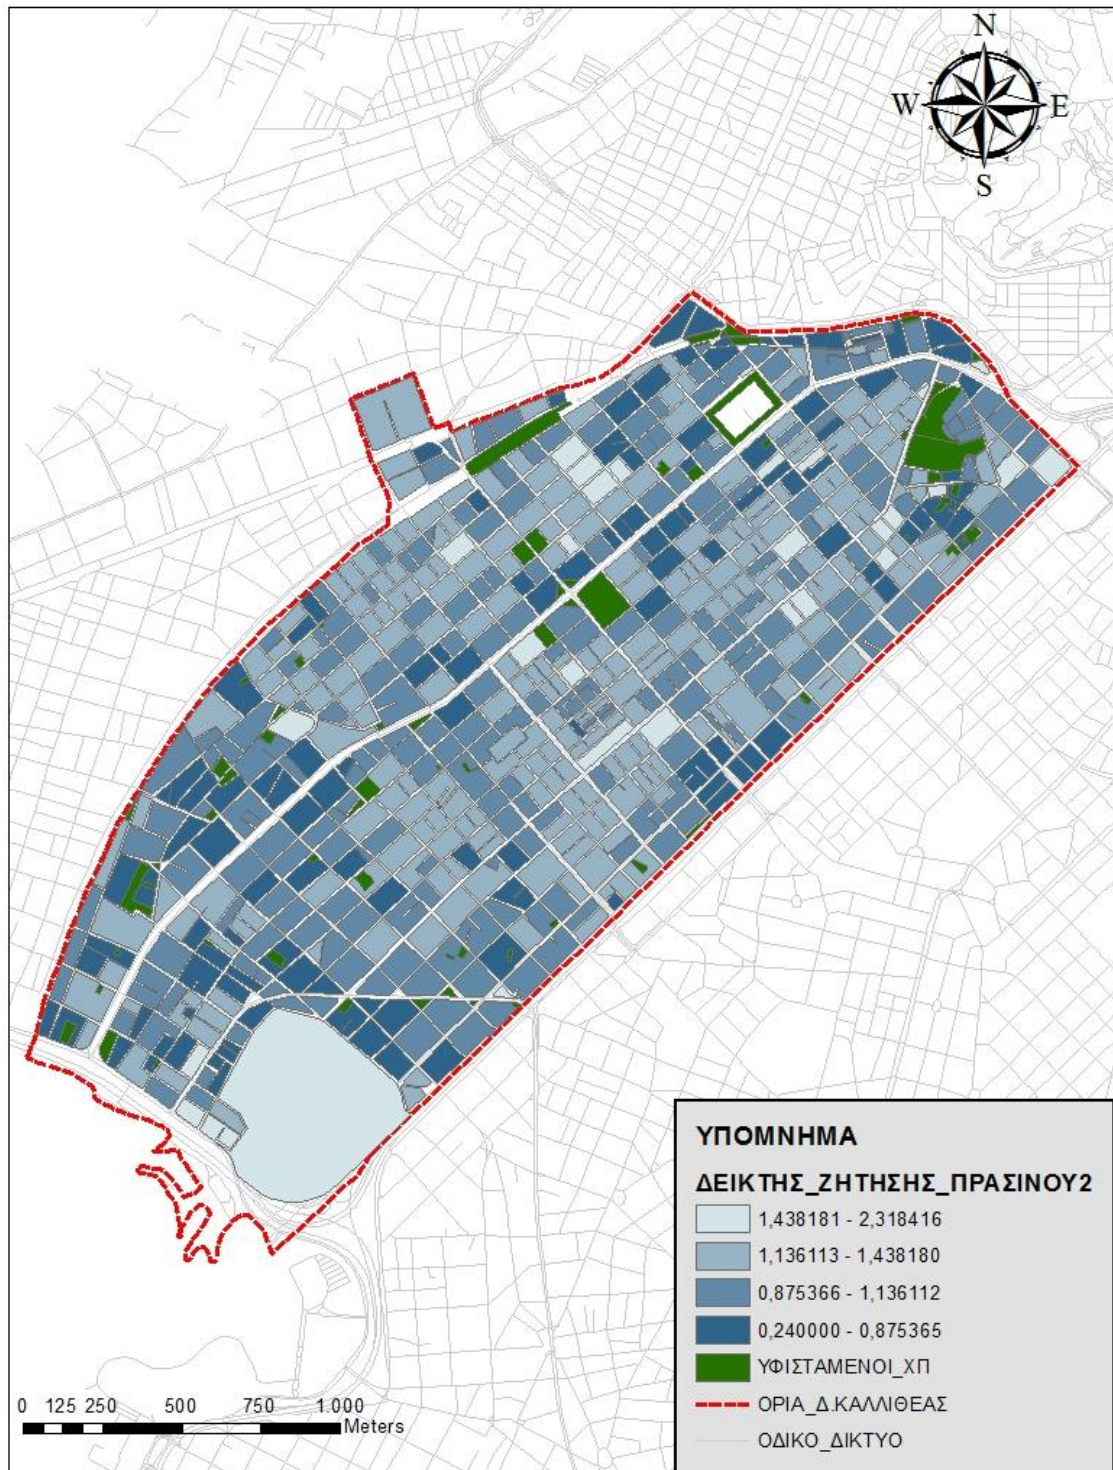 N
W E
S
ΥΠΟΜΝΗΜΑ
ΔΕΙΚΤΗΣ_ΖΗΤΗΣΗΣ_ΠΡΑΣΙΝΟΥ2
1,438181 - 2,318416
1,136113 - 1,438180
0,875366 - 1,136112
0,240000 - 0,875365
ΥΦΙΣΤΑΜΕΝΟΙ_ΧΠ
ΟΡΙΑ_Δ.ΚΑΛΛΙΘΕΑΣ
ΟΔΙΚΟ_ΔΙΚΤΥΟ
0 125 250 500 750 1.000
Meters